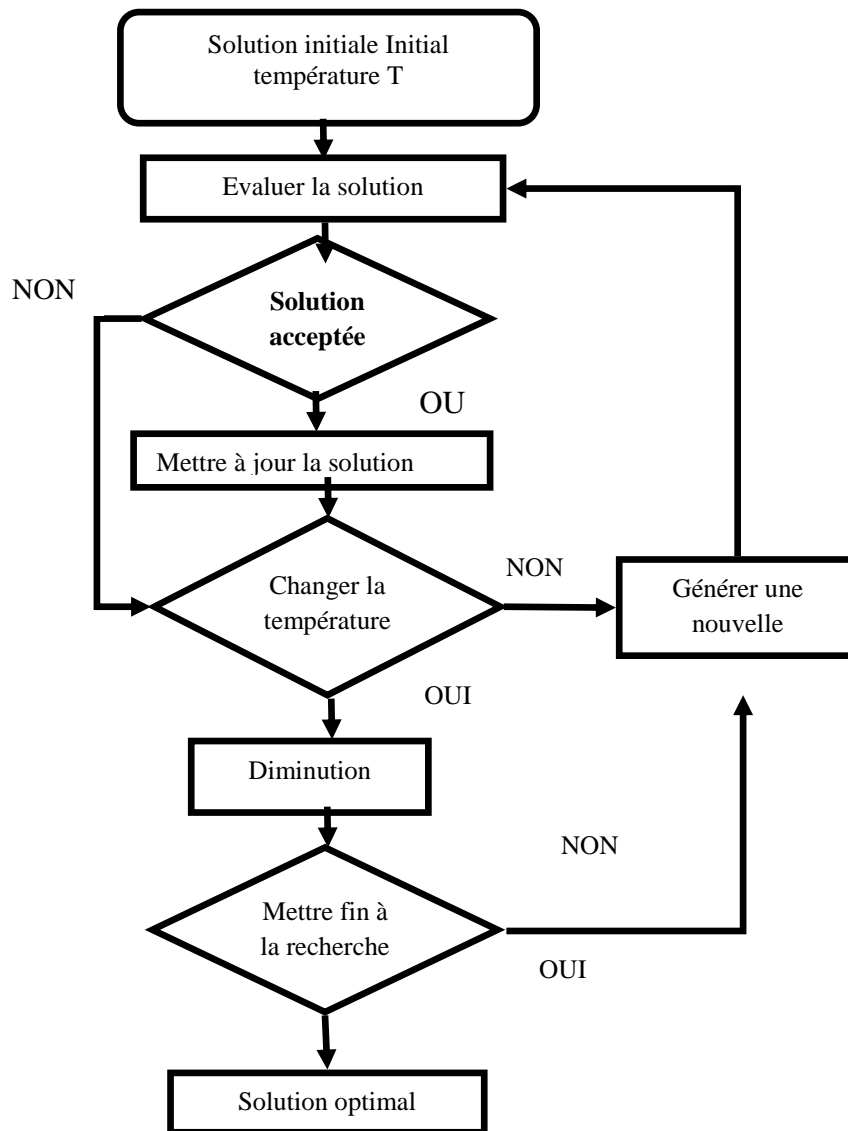 Solution initiale Initial
température T
Evaluer la solution
NON
Solution
acceptée
OU
Mettre à jour la solution
Changer la
température
NON
Générer une
nouvelle
OUI
Diminution
NON
Mettre fin à
la recherche
OUI
Solution optimal